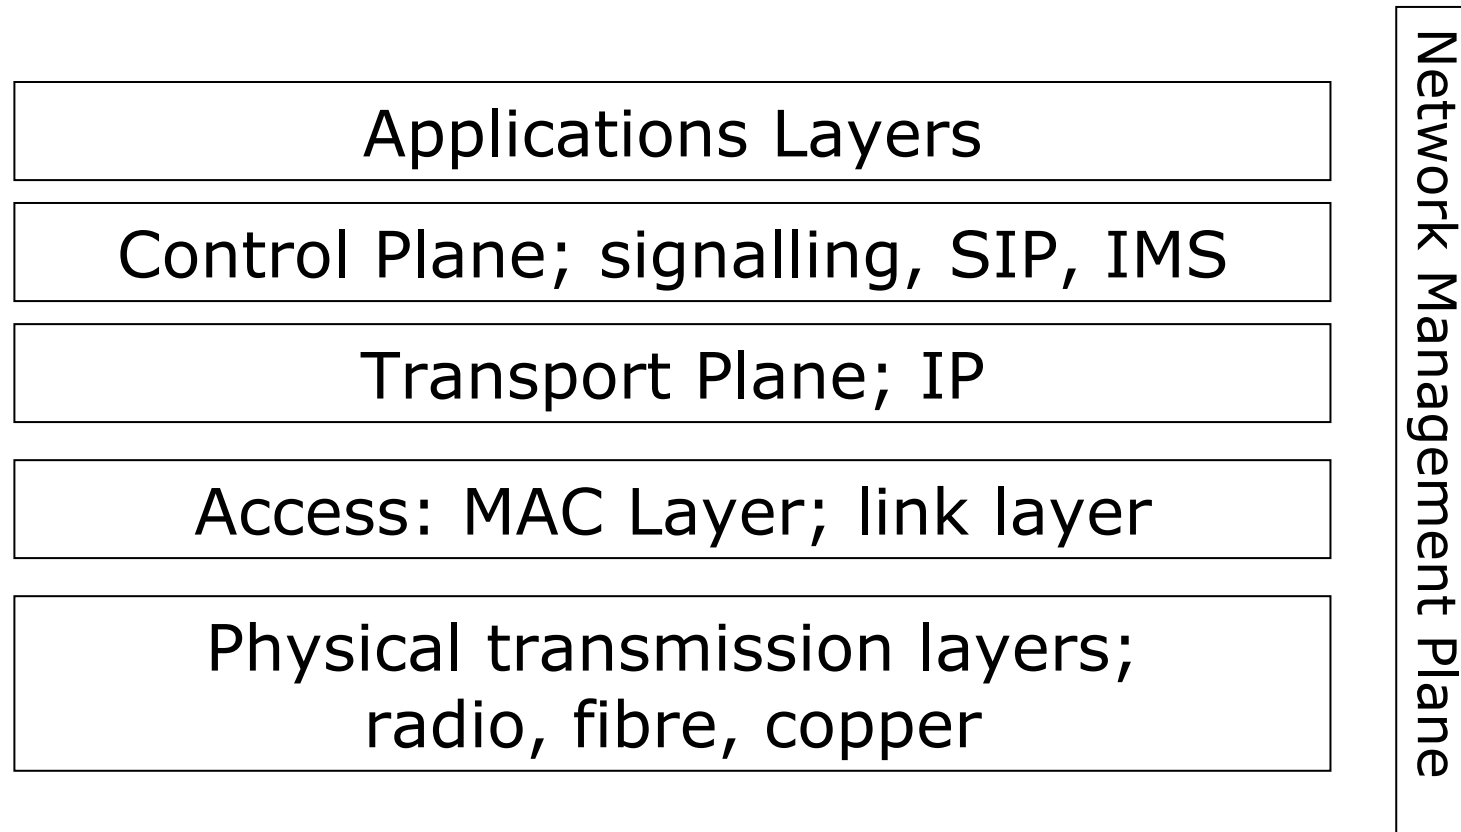 Applications Layers
Control Plane; signalling, SIP, IMS
Transport Plane; IP
Access: MAC Layer; link layer
Physical transmission layers;
radio, fibre, copper
Network Management Plane